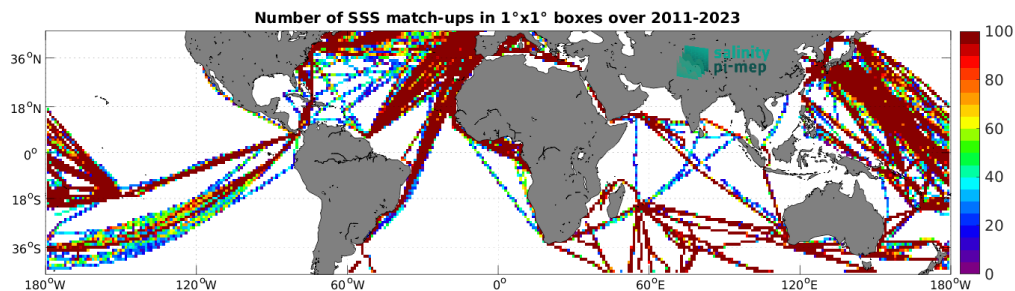 Number of SSS match-ups in 1°x1° boxes over 2011-2023
salinity
pi-mep
36°N
18°N
0°
18°S
36°S
180°W
120°W
60°W
0°
60°E
120°E
180°W
100
80
60
40
20
0